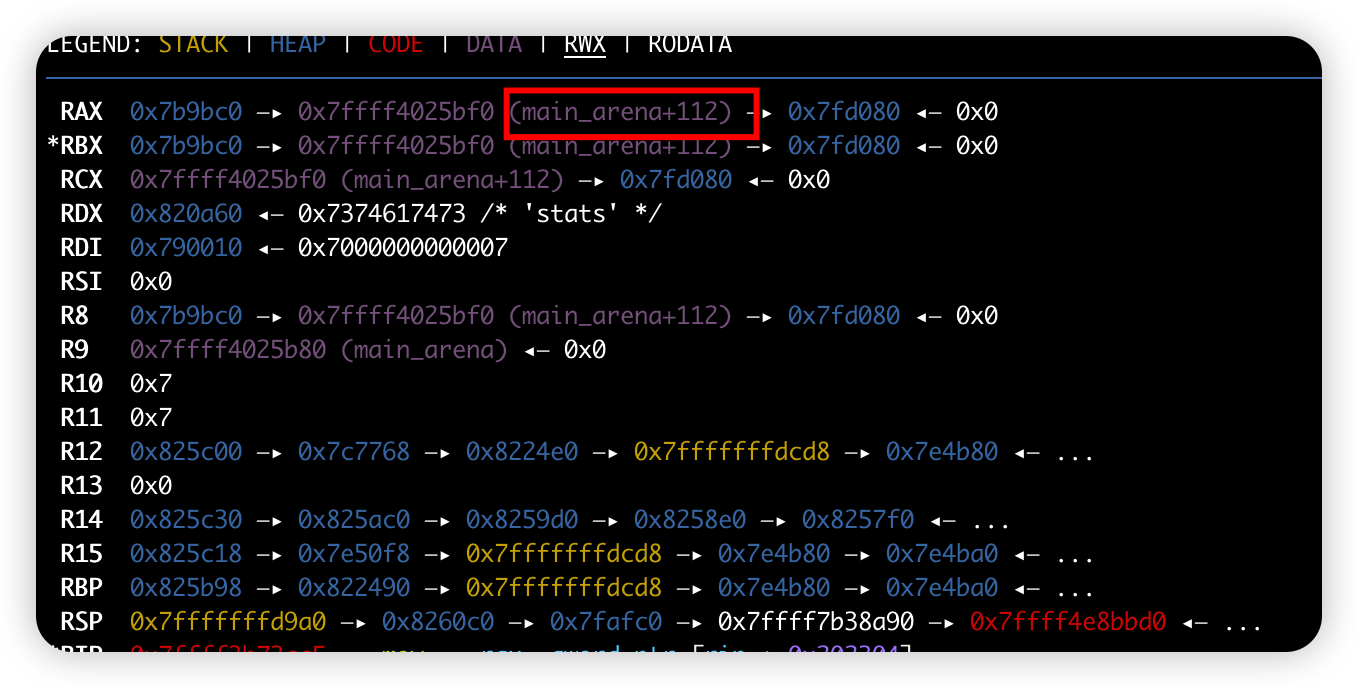 LEGEND: STACK | HEAP | CODE | DATA | RWX | RODATA
RAX 0x7b9bc0 —▸ 0x7ffff4025bf0 (main_arena+112) —▸ 0x7fd080 ◂— 0x0
*RBX 0x7b9bc0 —▸ 0x7ffff4025bf0 (main_arena+112) —▸ 0x7fd080 ◂— 0x0
RCX 0x7ffff4025bf0 (main_arena+112) —▸ 0x7fd080 ◂— 0x0
RDX 0x820a60 ◂— 0x7374617473 /* 'stats' */
RDI 0x790010 ◂— 0x7000000000007
RSI 0x0
R8 0x7b9bc0 —▸ 0x7ffff4025bf0 (main_arena+112) —▸ 0x7fd080 ◂— 0x0
R9 0x7ffff4025b80 (main_arena) ◂— 0x0
R10 0x7
R11 0x7
R12 0x825c00 —▸ 0x7c7768 —▸ 0x8224e0 —▸ 0x7fffffffdcd8 —▸ 0x7e4b80 ◂— ...
R13 0x0
R14 0x825c30 —▸ 0x825ac0 —▸ 0x8259d0 —▸ 0x8258e0 —▸ 0x8257f0 ◂— ...
R15 0x825c18 —▸ 0x7e50f8 —▸ 0x7fffffffdcd8 —▸ 0x7e4b80 —▸ 0x7e4ba0 ◂— ...
RBP 0x825b98 —▸ 0x822490 —▸ 0x7fffffffdcd8 —▸ 0x7e4b80 —▸ 0x7e4ba0 ◂— ...
RSP 0x7fffffffd9a0 —▸ 0x8260c0 —▸ 0x7fafc0 —▸ 0x7ffff7b38a90 —▸ 0x7ffff4e8bbd0 ◂— ...
*RIP